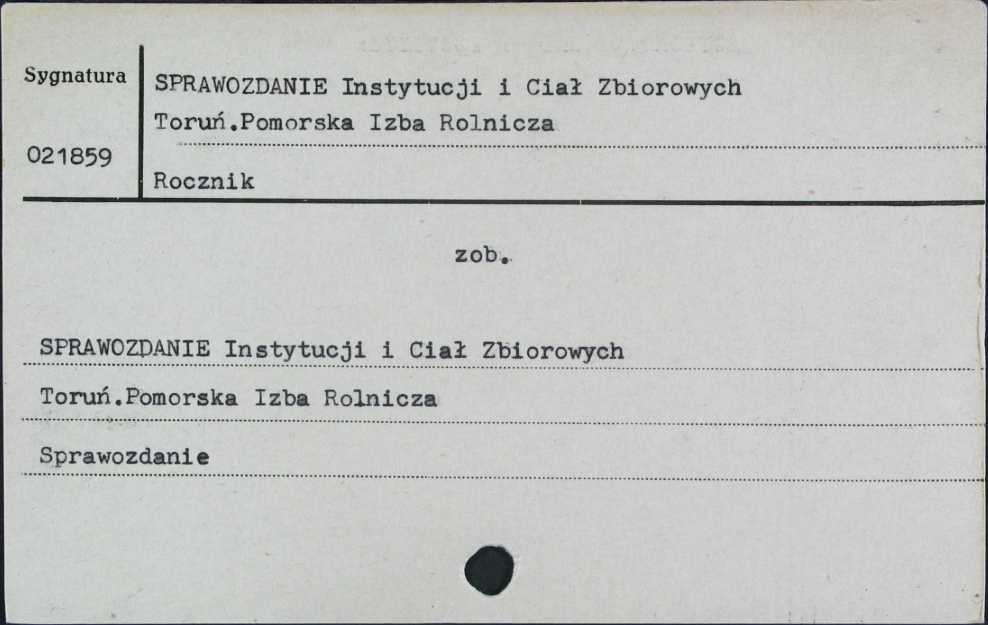 Sygnatura
021859
SPRAWOZDANIE Instytucji i Ciał Zbiorowych
Toruń.Pomorska Izba Rolnicza
Rocznik
zob.
SPRAWOZDANIE Instytucji i Ciał Zbiorowych
Toruń.Pomorska Izba Rolnicza
Sprawozdanie